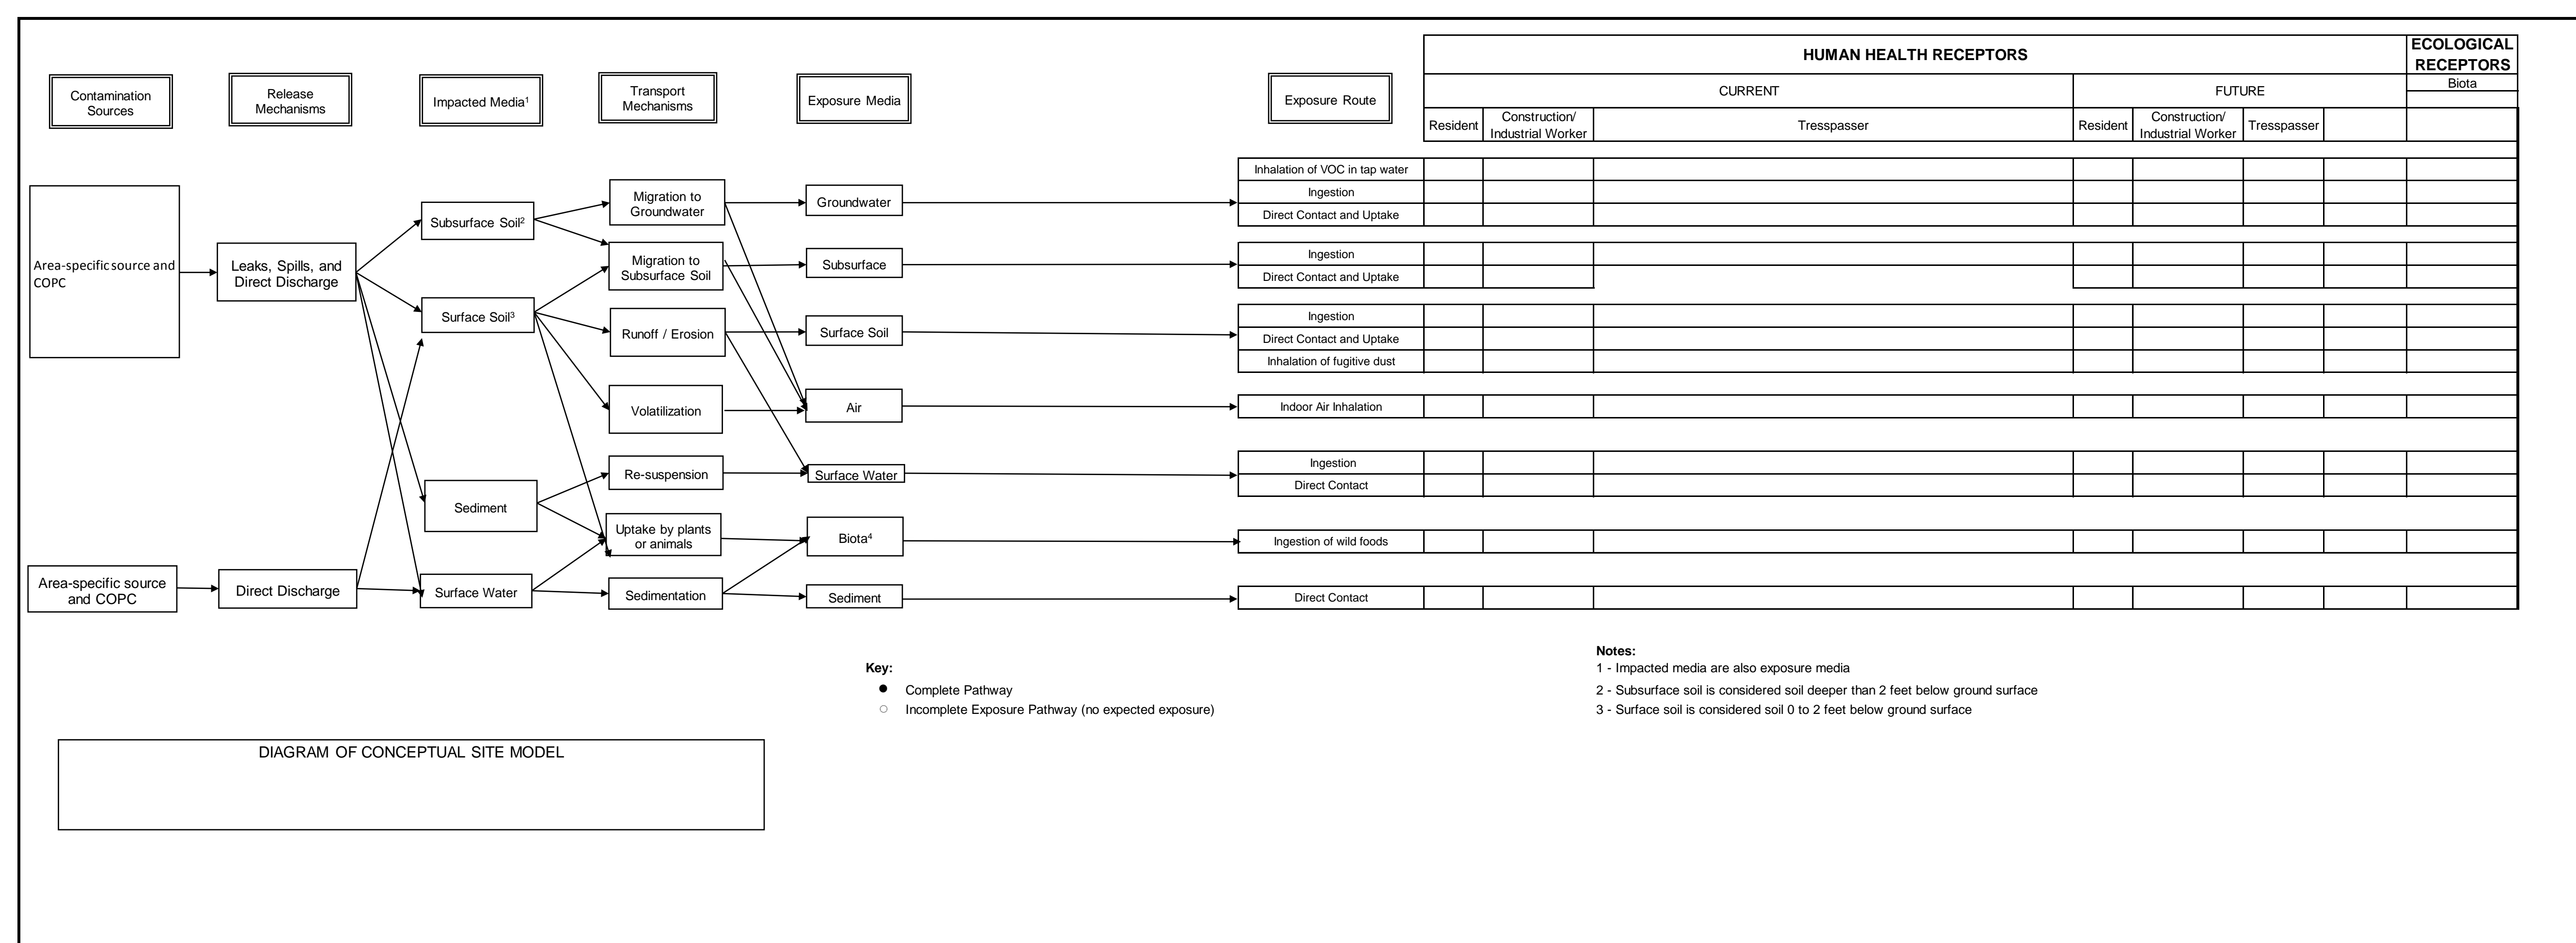 HUMAN HEALTH RECEPTORS
ECOLOGICAL
RECEPTORS
Contamination
Sources
Release
Mechanisms
Impacted Media¹
Transport
Mechanisms
Exposure Media
Exposure Route
CURRENT
FUTURE
Biota
Resident
Construction/
Industrial Worker
Tresspasser
Resident
Construction/
Industrial Worker
Tresspasser
Area-specific source and
COPC
Leaks, Spills, and
Direct Discharge
Subsurface Soil²
Surface Soil³
Sediment
Area-specific source
and COPC
Direct Discharge
Surface Water
Migration to
Groundwater
Migration to
Subsurface Soil
Runoff / Erosion
Volatilization
Re-suspension
Uptake by plants
or animals
Sedimentation
Groundwater
Subsurface
Surface Soil
Air
Surface Water
Biota⁴
Sediment
Inhalation of VOC in tap water
Ingestion
Direct Contact and Uptake
Ingestion
Direct Contact and Uptake
Ingestion
Direct Contact and Uptake
Inhalation of fugitive dust
Indoor Air Inhalation
Ingestion
Direct Contact
Ingestion of wild foods
Direct Contact
Key:
Complete Pathway
Incomplete Exposure Pathway (no expected exposure)
Notes:
1 - Impacted media are also exposure media
2 - Subsurface soil is considered soil deeper than 2 feet below ground surface
3 - Surface soil is considered soil 0 to 2 feet below ground surface
DIAGRAM OF CONCEPTUAL SITE MODEL